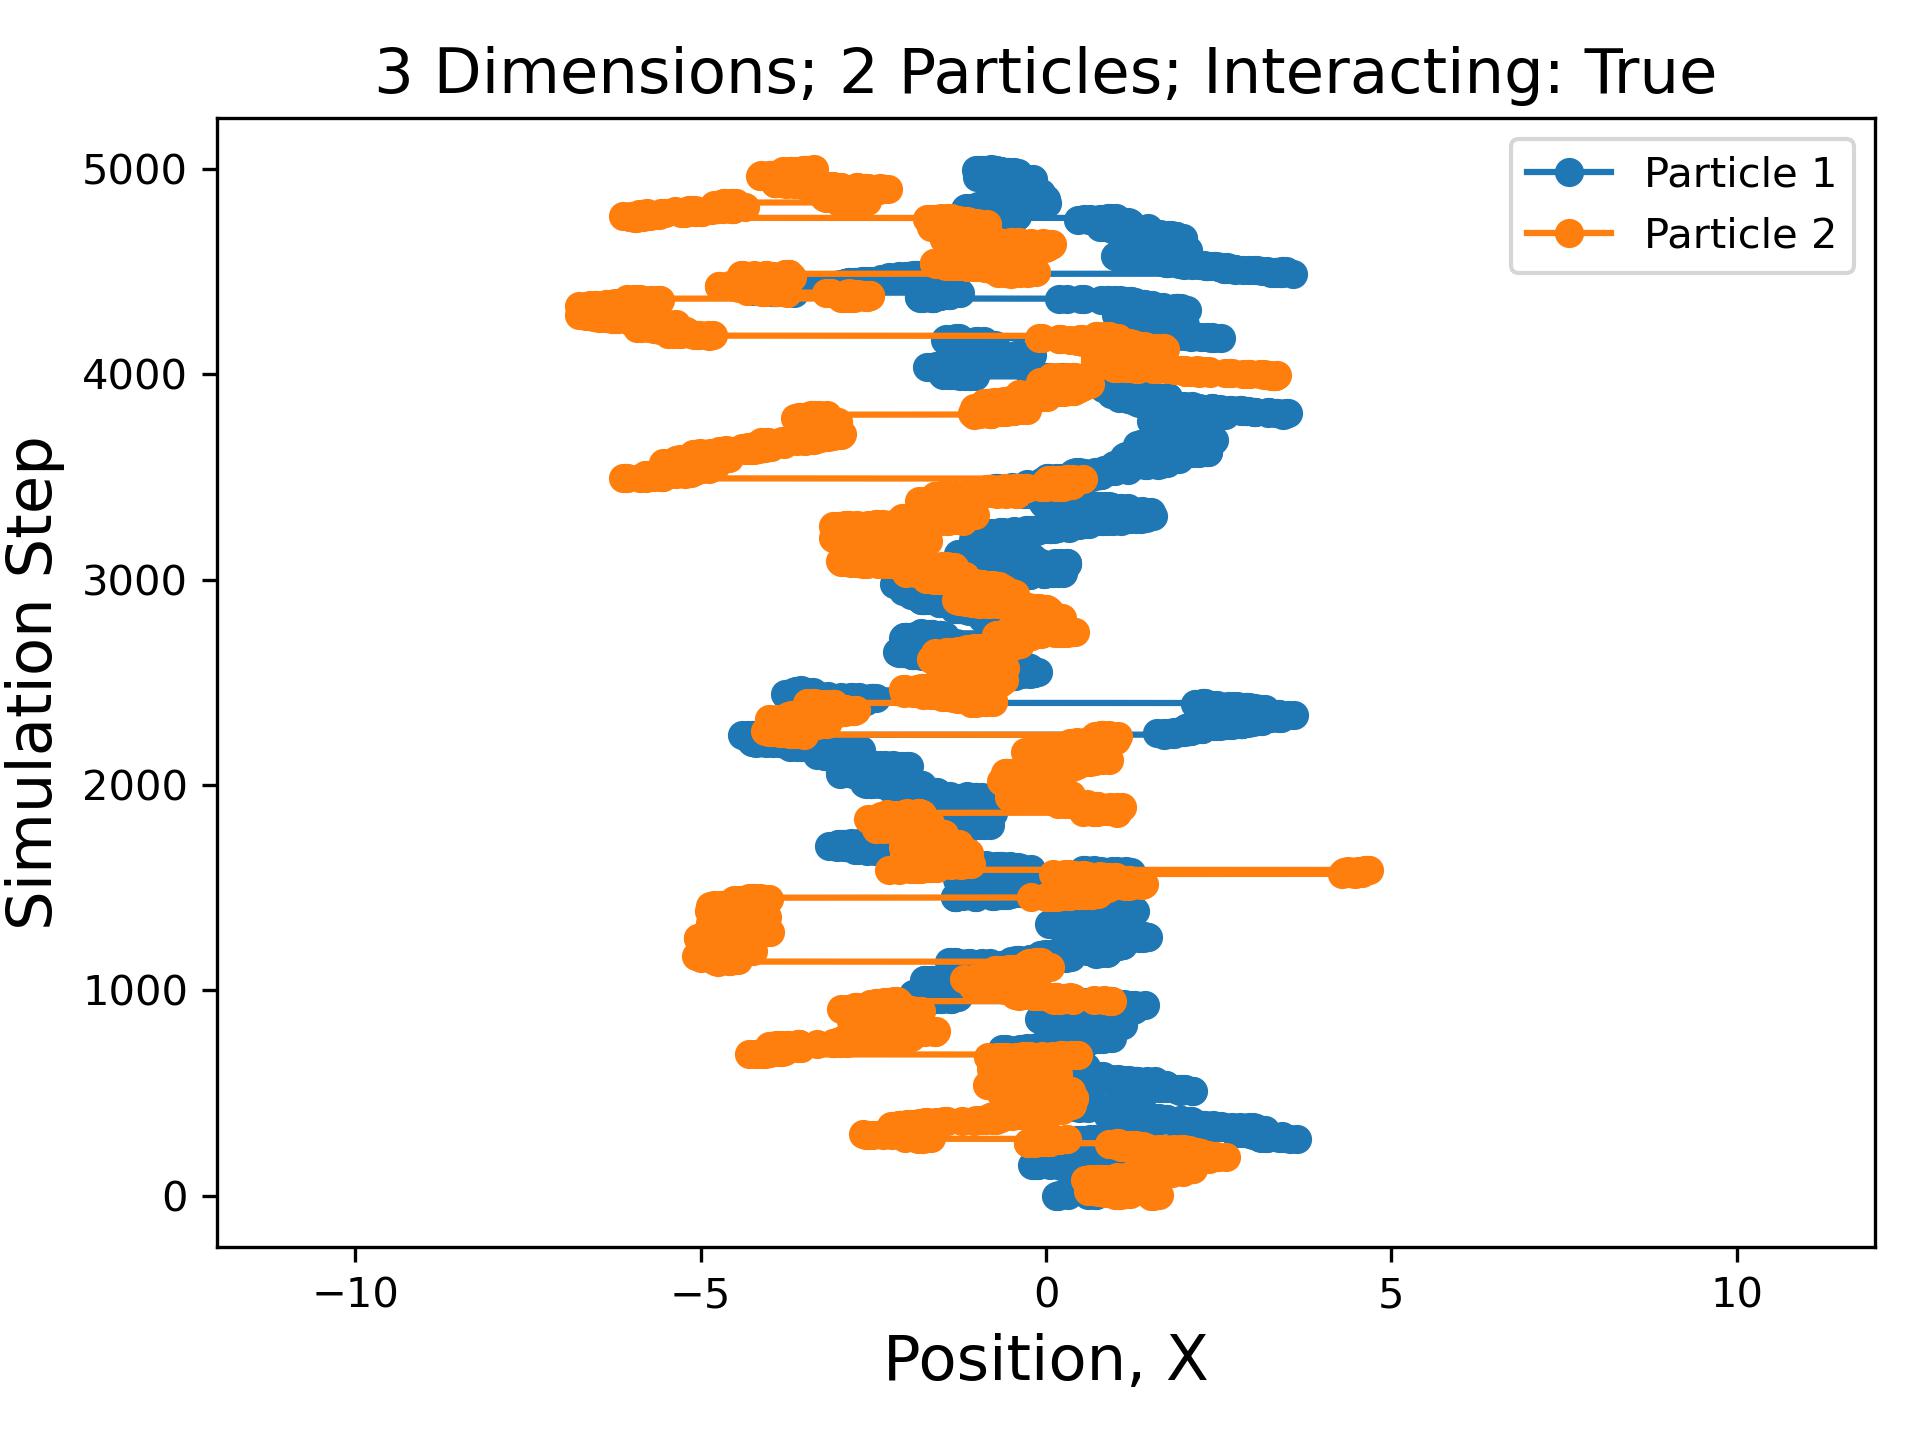 3 Dimensions; 2 Particles; Interacting: True
Particle 1
Particle 2
Simulation Step
5000
4000
3000
2000
1000
0
−10
−5
0
5
10
Position, X